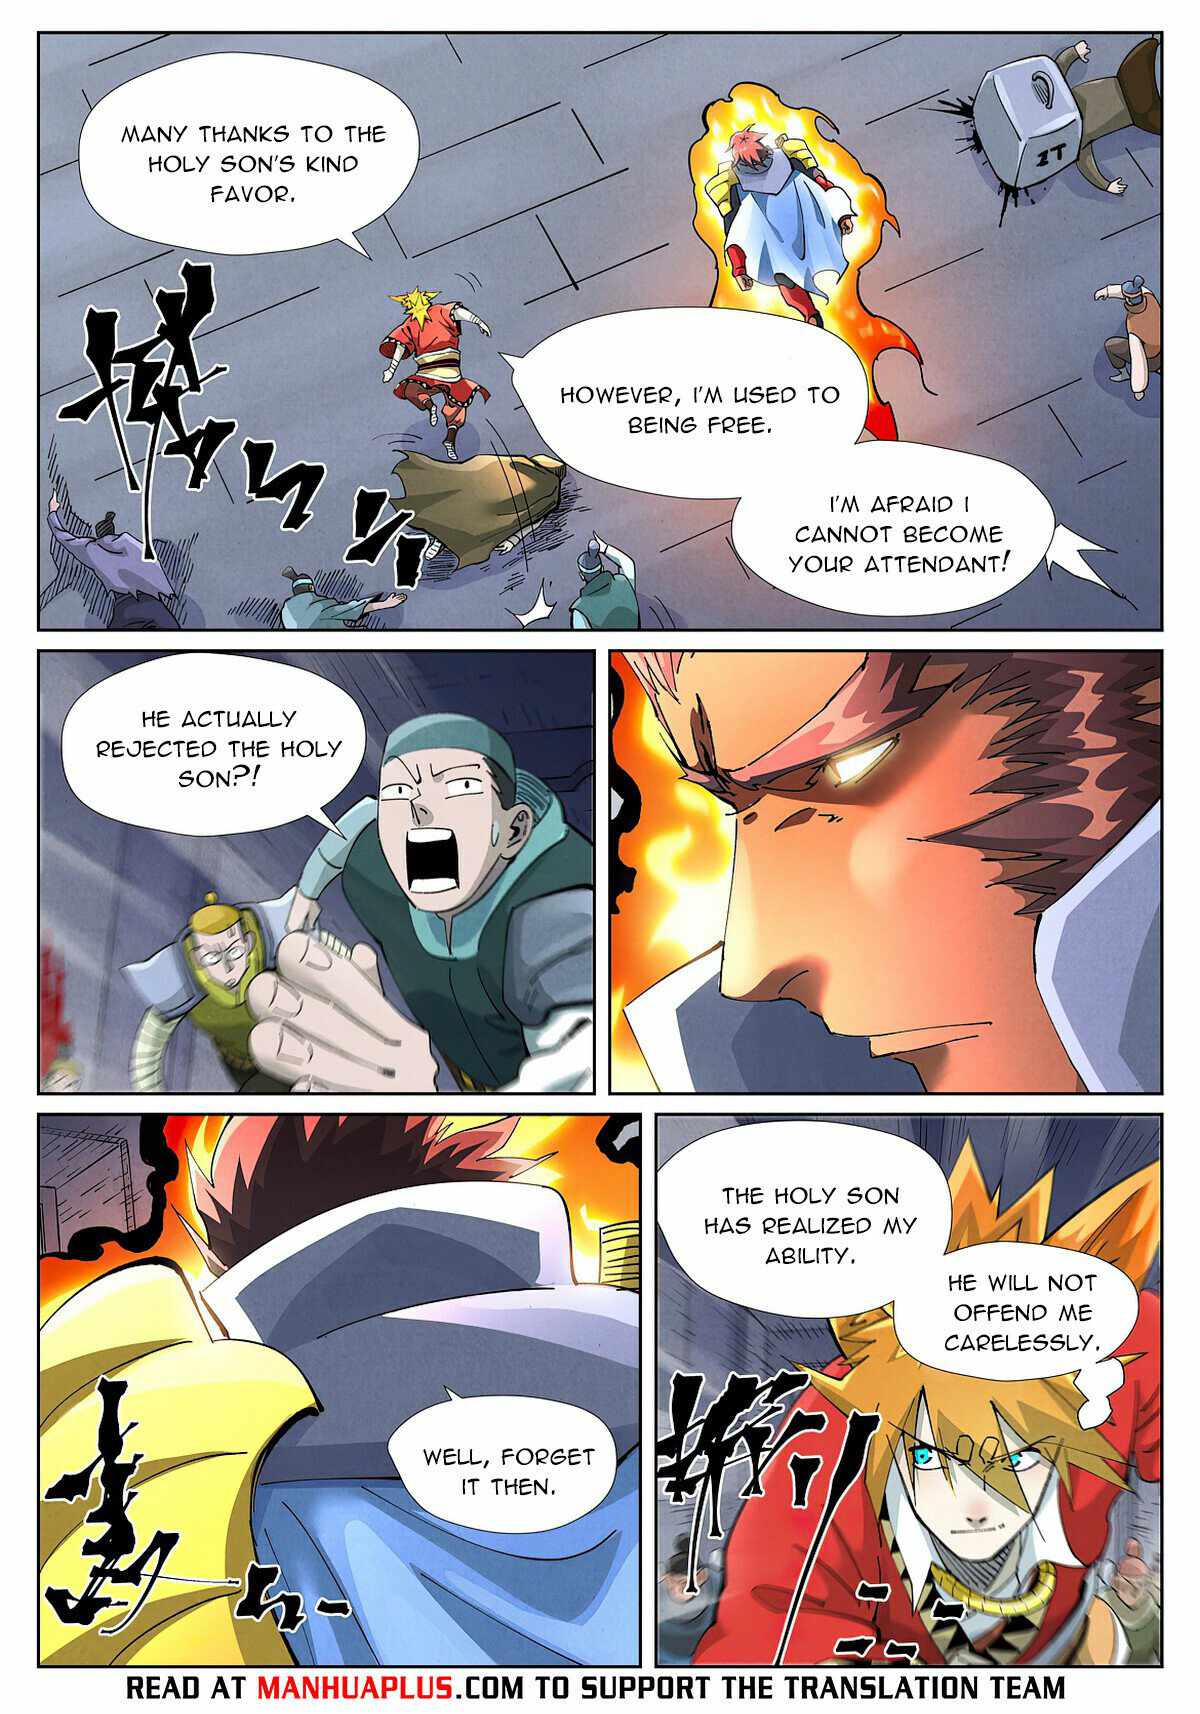 MANY THANKS TO THE
HOLY SON'S KIND
FAVOR.
2T
HOWEVER, I'M USED TO
BEING FREE.
I'M AFRAID I
CANNOT BECOME
YOUR ATTENDANT!
HE ACTUALLY
REJECTED THE HOLY
SON?!
WELL, FORGET
IT THEN.
THE HOLY SON
HAS REALIZED MY
ABILITY.
HE WILL NOT
OFFEND ME
CARELESSLY.
READ AT MANHUAPLUS.COM TO SUPPORT THE TRANSLATION TEAM